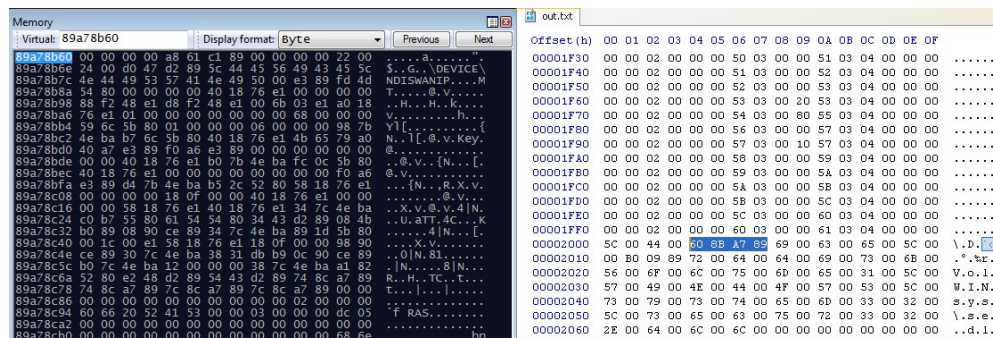 Memory
Virtual: 89a78b60 Display format: Byte Previous Next
89a78b60 00 00 00 00 a8 61 c1 89 00 00 00 00 22 00 .....a......".
89a78b6e 24 00 d0 47 d2 89 5c 44 45 56 49 43 45 5c $..G..\DEVICE\
89a78b7c 4e 44 49 53 57 41 4e 49 50 00 e3 89 fd 4d NDISWANIP....M
89a78b8a 54 80 00 00 00 00 40 18 76 e1 00 00 00 00 T.....@.v.....
89a78b98 88 f2 48 e1 d8 f2 48 e1 00 6b 03 e1 a0 18 ..H...H..k....
89a78ba6 76 e1 01 00 00 00 00 00 00 00 68 00 00 00 v.........h...
89a78bb4 59 6c 5b 80 01 00 00 00 06 00 00 00 98 7b Yl[..........{
89a78bc2 4e ba b7 6c 5b 80 40 18 76 e1 4b 65 79 a0 N..l[.@.v.Key.
89a78bd0 40 a7 e3 89 f0 a6 e3 89 00 00 00 00 00 00 @.............
89a78bde 00 00 40 18 76 e1 b0 7b 4e ba fc 0c 5b 80 ..@.v..{N...[.
89a78bec 40 18 76 e1 00 00 00 00 00 00 00 00 f0 a6 @.v...........
89a78bfa e3 89 d4 7b 4e ba b5 2c 52 80 58 18 76 e1 ...{N..,R.X.v.
89a78c08 00 00 00 00 18 0f 00 00 40 18 76 e1 00 00 ........@.v...
89a78c16 00 00 58 18 76 e1 40 18 76 e1 34 7c 4e ba ..X.v.@.v.4|N.
89a78c24 c0 b7 55 80 61 54 54 80 34 43 d2 89 08 4b ..U.aTT.4C...K
89a78c32 b0 89 08 90 ce 89 34 7c 4e ba 89 1d 5b 80 ......4|N...[.
89a78c40 00 1c 00 e1 58 18 76 e1 18 0f 00 00 98 90 ....X.v.......
89a78c4e ce 89 30 7c 4e ba 38 31 db b9 0c 90 ce 89 ..0|N.81......
89a78c5c b0 7c 4e ba 12 00 00 00 38 7c 4e ba a1 82 .|N.....8|N...
89a78c6a 52 80 e2 48 d2 89 54 43 d2 89 74 8c a7 89 R..H..TC..t...
89a78c78 74 8c a7 89 7c 8c a7 89 7c 8c a7 89 00 00 t...|...|.....
89a78c86 00 00 00 00 00 00 00 00 00 00 02 00 00 00 ..............
89a78c94 60 66 20 52 41 53 00 00 03 00 00 00 dc 05 `f RAS........
89a78ca2 00 00 00 00 00 00 00 00 00 00 00 00 00 00 ..............
out.txt
Offset(h) 00 01 02 03 04 05 06 07 08 09 0A 0B 0C 0D 0E 0F
00001F30 00 00 02 00 00 00 50 03 00 00 51 03 04 00 00 00 ......
00001F40 00 00 02 00 00 00 51 03 00 00 52 03 04 00 00 00 ......
00001F50 00 00 02 00 00 00 52 03 00 00 53 03 04 00 00 00 ......
00001F60 00 00 02 00 00 00 53 03 00 20 53 03 04 00 00 00 ......
00001F70 00 00 02 00 00 00 54 03 00 80 55 03 04 00 00 00 ......
00001F80 00 00 02 00 00 00 56 03 00 00 57 03 04 00 00 00 ......
00001F90 00 00 02 00 00 00 57 03 00 10 57 03 04 00 00 00 ......
00001FA0 00 00 02 00 00 00 58 03 00 00 59 03 04 00 00 00 ......
00001FB0 00 00 02 00 00 00 59 03 00 00 5A 03 04 00 00 00 ......
00001FC0 00 00 02 00 00 00 5A 03 00 00 5B 03 04 00 00 00 ......
00001FD0 00 00 02 00 00 00 5B 03 00 00 5C 03 04 00 00 00 ......
00001FE0 00 00 02 00 00 00 5C 03 00 00 60 03 04 00 00 00 ......
00001FF0 00 00 02 00 00 00 60 03 00 00 61 03 04 00 00 00 ......
00002000 5C 00 44 00 60 8B A7 89 69 00 63 00 65 00 5C 00 \.D.`‹
00002010 00 B0 09 89 72 00 64 00 64 00 69 00 73 00 6B 00 .°.‰r.
00002020 56 00 6F 00 6C 00 75 00 6D 00 65 00 31 00 5C 00 V.o.l.
00002030 57 00 49 00 4E 00 44 00 4F 00 57 00 53 00 5C 00 W.I.N.
00002040 73 00 79 00 73 00 74 00 65 00 6D 00 33 00 32 00 s.y.s.
00002050 5C 00 73 00 65 00 63 00 75 00 72 00 33 00 32 00 \.s.e.
00002060 2E 00 64 00 6C 00 6C 00 00 00 00 00 00 00 00 00 ..d.l.